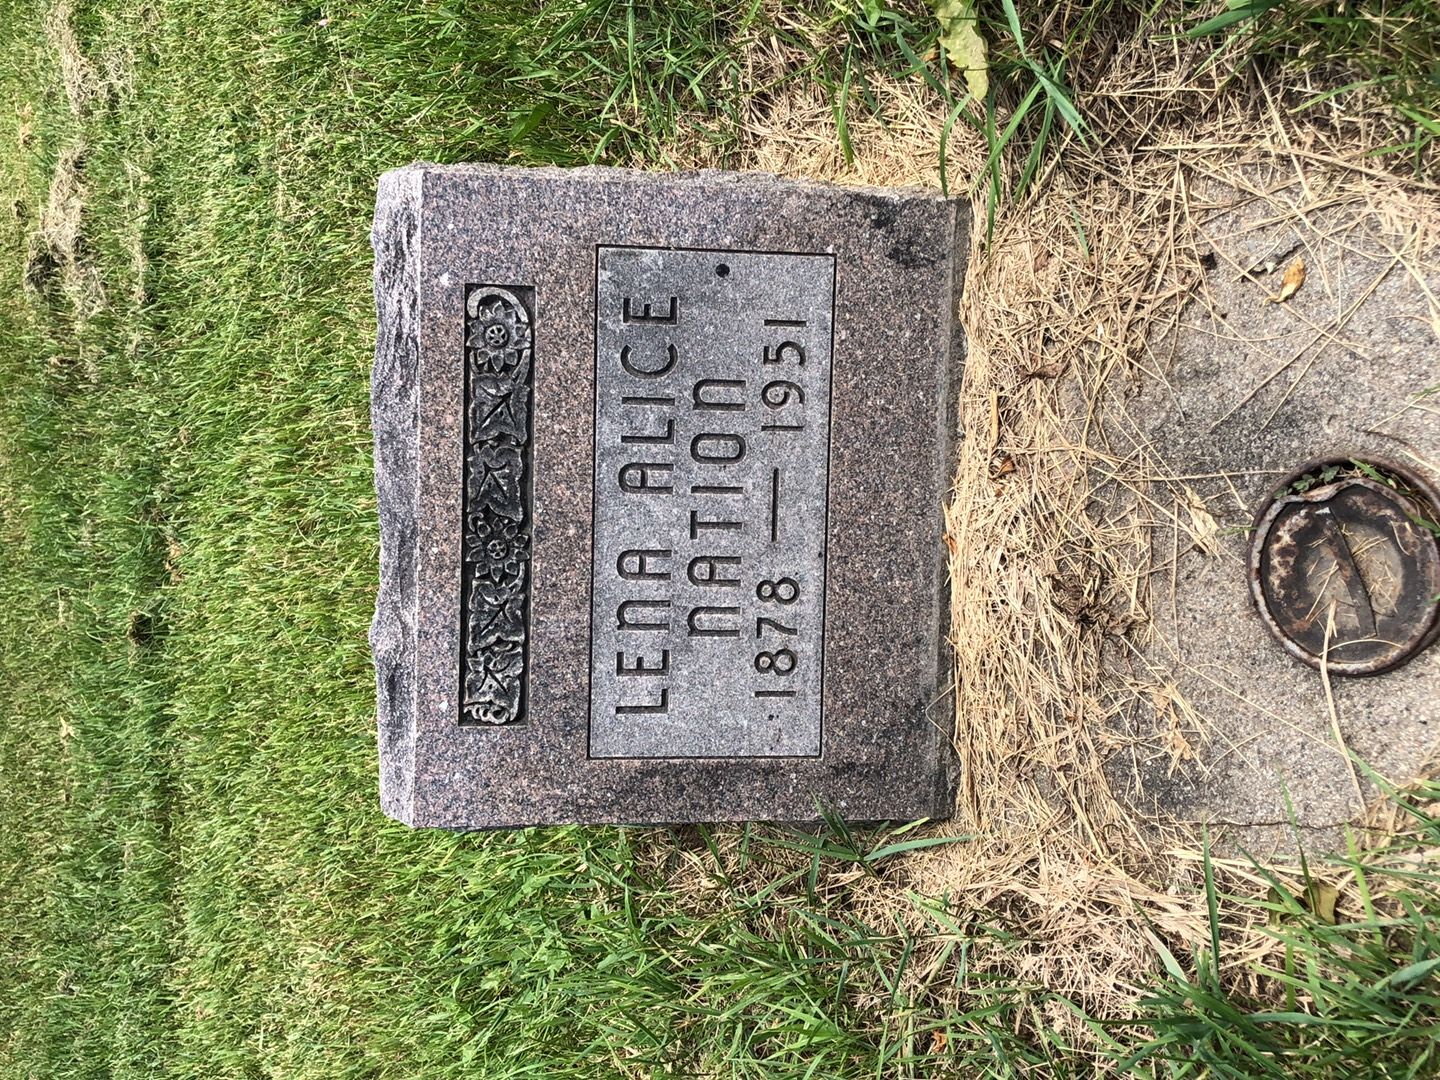 LENA ALICE
NATION
1878 — 1951